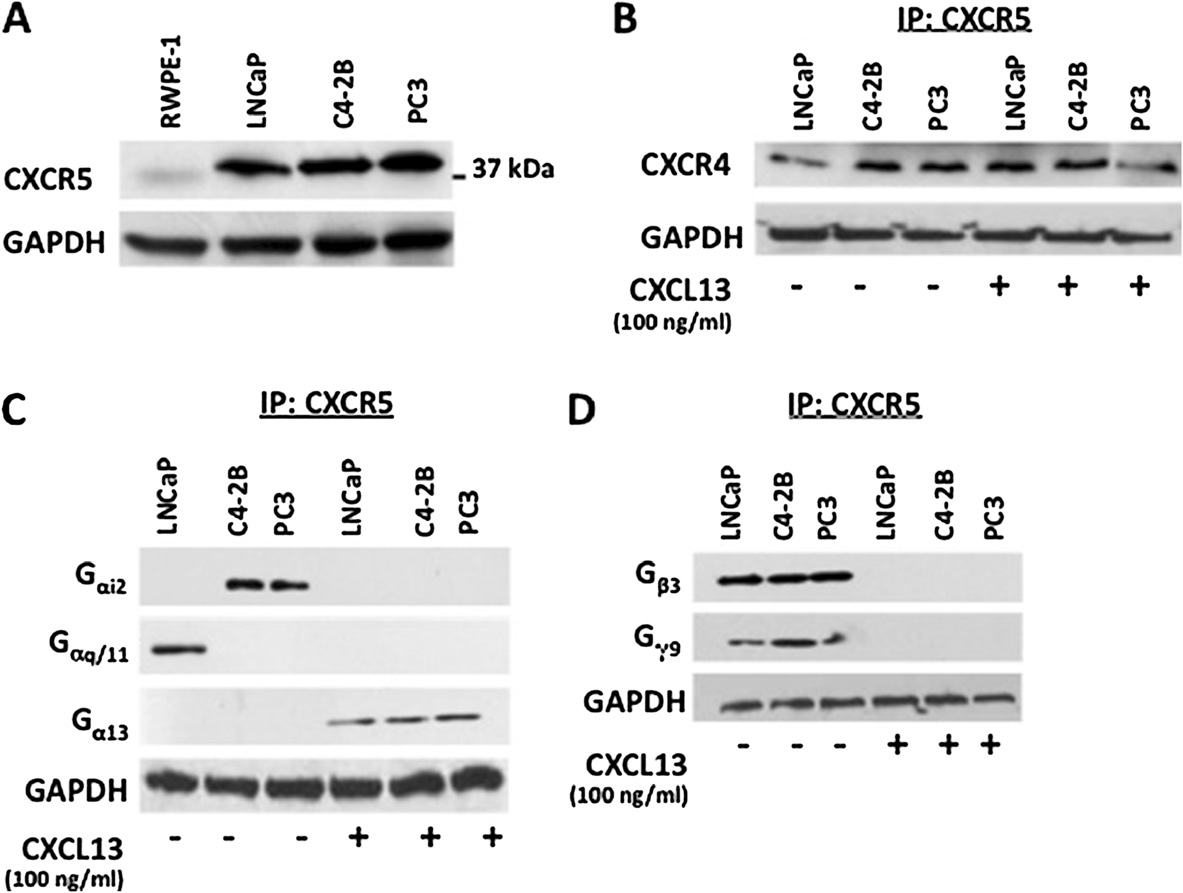 A
RWPE-1
LNCaP
C4-2B
PC3
CXCR5
37 kDa
GAPDH
B
IP: CXCR5
LNCaP
C4-2B
PC3
LNCaP
C4-2B
PC3
CXCR4
GAPDH
CXCL13 - - - + + +
(100 ng/ml)
C
IP: CXCR5
LNCaP
C4-2B
PC3
LNCaP
C4-2B
PC3
Gαi2
Gαq/11
Gα13
GAPDH
CXCL13 - - - + + +
(100 ng/ml)
D
IP: CXCR5
LNCaP
C4-2B
PC3
LNCaP
C4-2B
PC3
Gβ3
Gγ9
GAPDH
CXCL13 - - - + + +
(100 ng/ml)